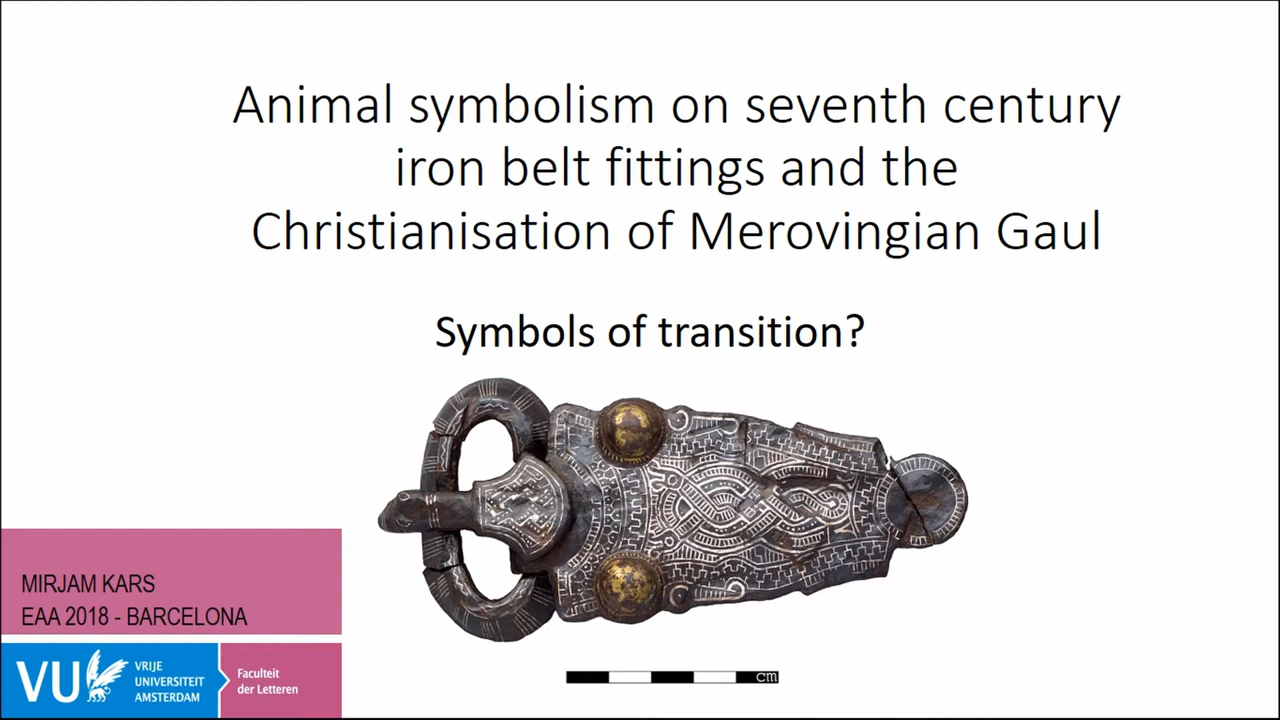 Animal symbolism on seventh century
iron belt fittings and the
Christianisation of Merovingian Gaul
Symbols of transition?
MIRJAM KARS
EAA 2018 - BARCELONA
cm
VU
VRIJE
UNIVERSITEIT
AMSTERDAM
Faculteit
der Letteren